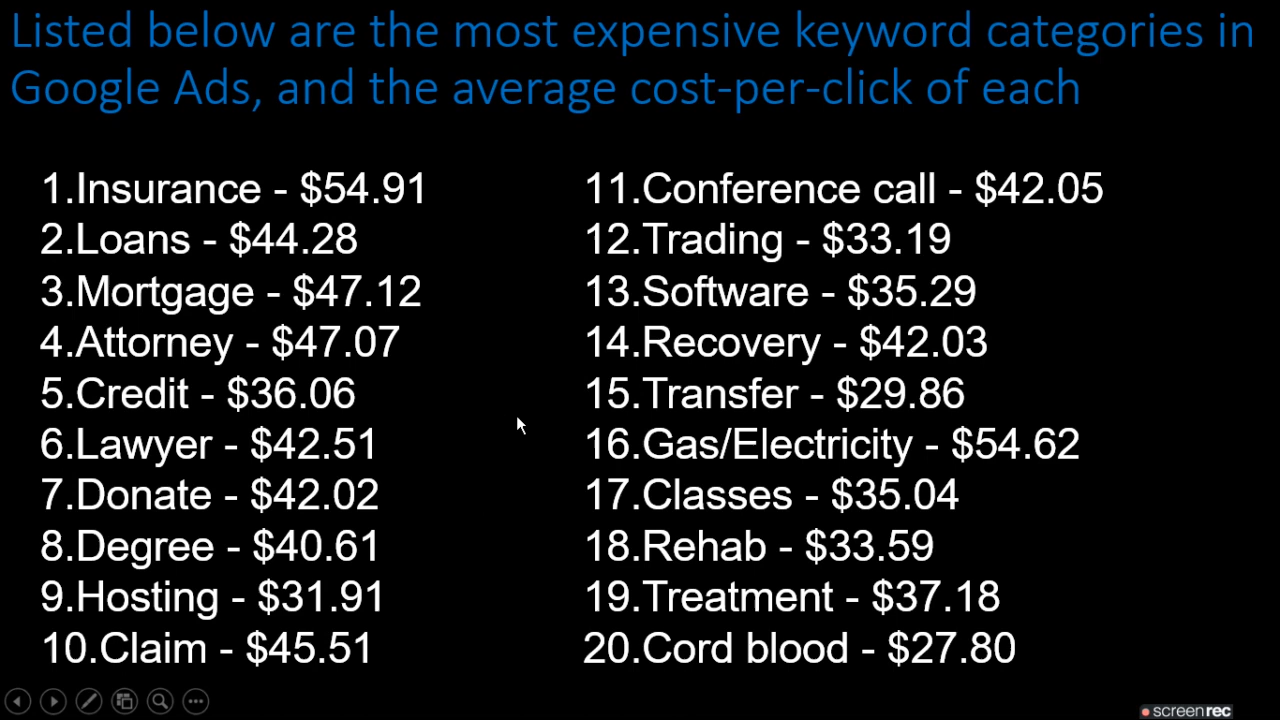 Listed below are the most expensive keyword categories in
Google Ads, and the average cost-per-click of each
1.Insurance - $54.91
2.Loans - $44.28
3.Mortgage - $47.12
4.Attorney - $47.07
5.Credit - $36.06
6.Lawyer - $42.51
7.Donate - $42.02
8.Degree - $40.61
9.Hosting - $31.91
10.Claim - $45.51
11.Conference call - $42.05
12.Trading - $33.19
13.Software - $35.29
14.Recovery - $42.03
15.Transfer - $29.86
16.Gas/Electricity - $54.62
17.Classes - $35.04
18.Rehab - $33.59
19.Treatment - $37.18
20.Cord blood - $27.80
screenrec